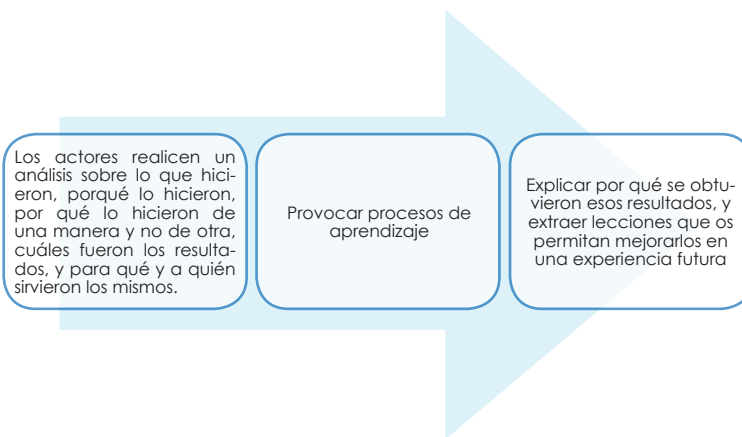 Los actores realicen un
análisis sobre lo que hici-
eron, porqué lo hicieron,
por qué lo hicieron de
una manera y no de otra,
cuáles fueron los resulta-
dos, y para qué y a quién
sirvieron los mismos.
Provocar procesos de
aprendizaje
Explicar por qué se obtu-
vieron esos resultados, y
extraer lecciones que os
permitan mejorarlos en
una experiencia futura